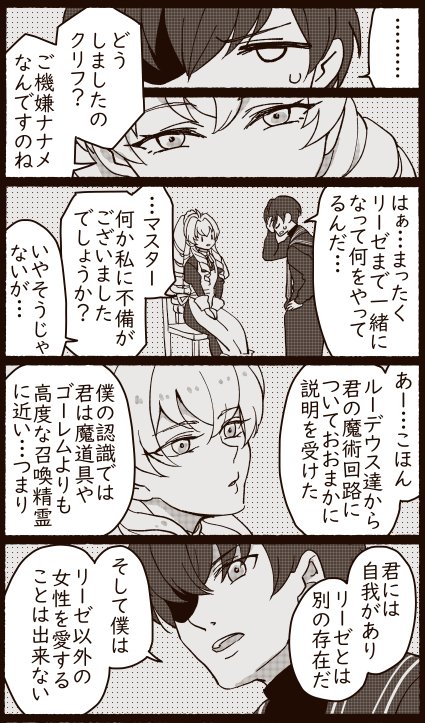 ………
どう
しましたの
クリフ？
ご機嫌ナナメ
なんですのね
はぁ…まったく
リーゼまで一緒に
なって何をやって
るんだ…
…マスター
何か私に不備が
ございました
でしょうか？
いやそうじゃ
ないが…
あー…こほん
ルーデウス達から
君の魔術回路に
ついておおまかに
説明を受けた
僕の認識では
君は魔道具や
ゴーレムよりも
高度な召喚精霊
に近い…つまり
君には
自我があり
リーゼとは
別の存在だ
そして僕は
リーゼ以外の
女性を愛する
ことは出来ない